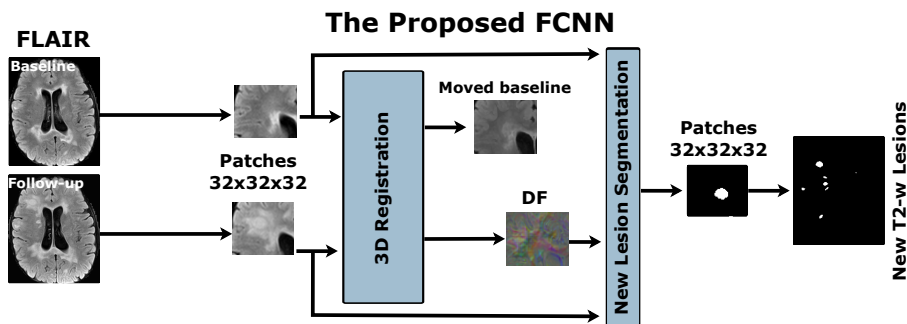 The Proposed FCNN
FLAIR
Baseline
Follow-up
Patches
32x32x32
3D Registration
Moved baseline
DF
New Lesion Segmentation
Patches
32x32x32
New T2-w Lesions